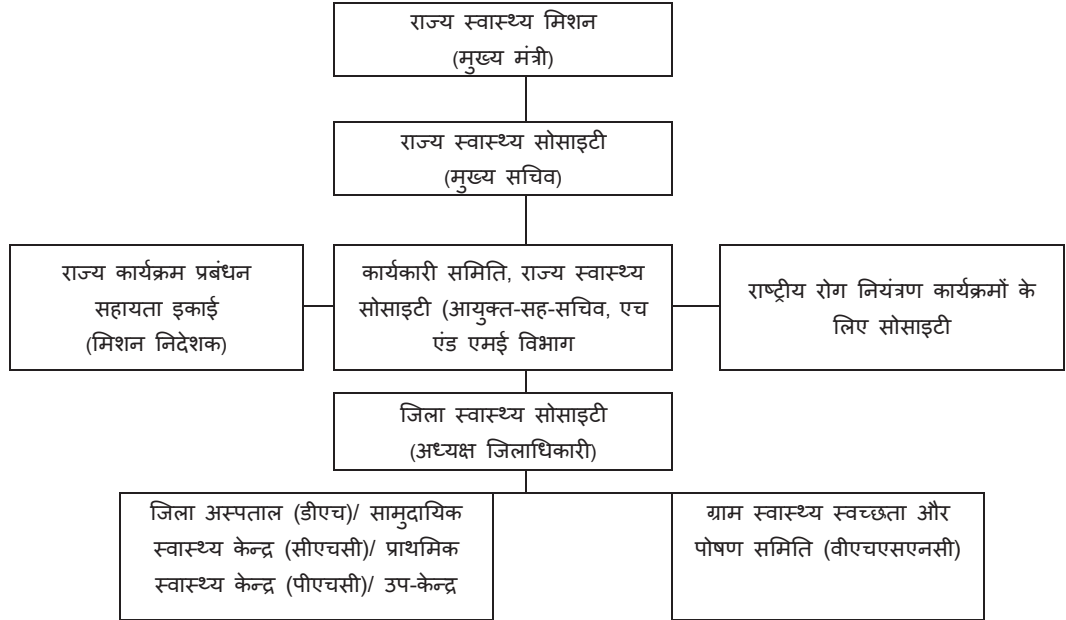 राज्य स्वास्थ्य मिशन
(मुख्य मंत्री)
राज्य स्वास्थ्य सोसाइटी
(मुख्य सचिव)
राज्य कार्यक्रम प्रबंधन
सहायता इकाई
(मिशन निदेशक)
कार्यकारी समिति, राज्य स्वास्थ्य
सोसाइटी (आयुक्त-सह-सचिव, एच
एंड एमई विभाग
राष्ट्रीय रोग नियंत्रण कार्यक्रमों के
लिए सोसाइटी
जिला स्वास्थ्य सोसाइटी
(अध्यक्ष जिलाधिकारी)
जिला अस्पताल (डीएच)/ सामुदायिक
स्वास्थ्य केन्द्र (सीएचसी)/ प्राथमिक
स्वास्थ्य केन्द्र (पीएचसी)/ उप-केन्द्र
ग्राम स्वास्थ्य स्वच्छता और
पोषण समिति (वीएचएसएनसी)